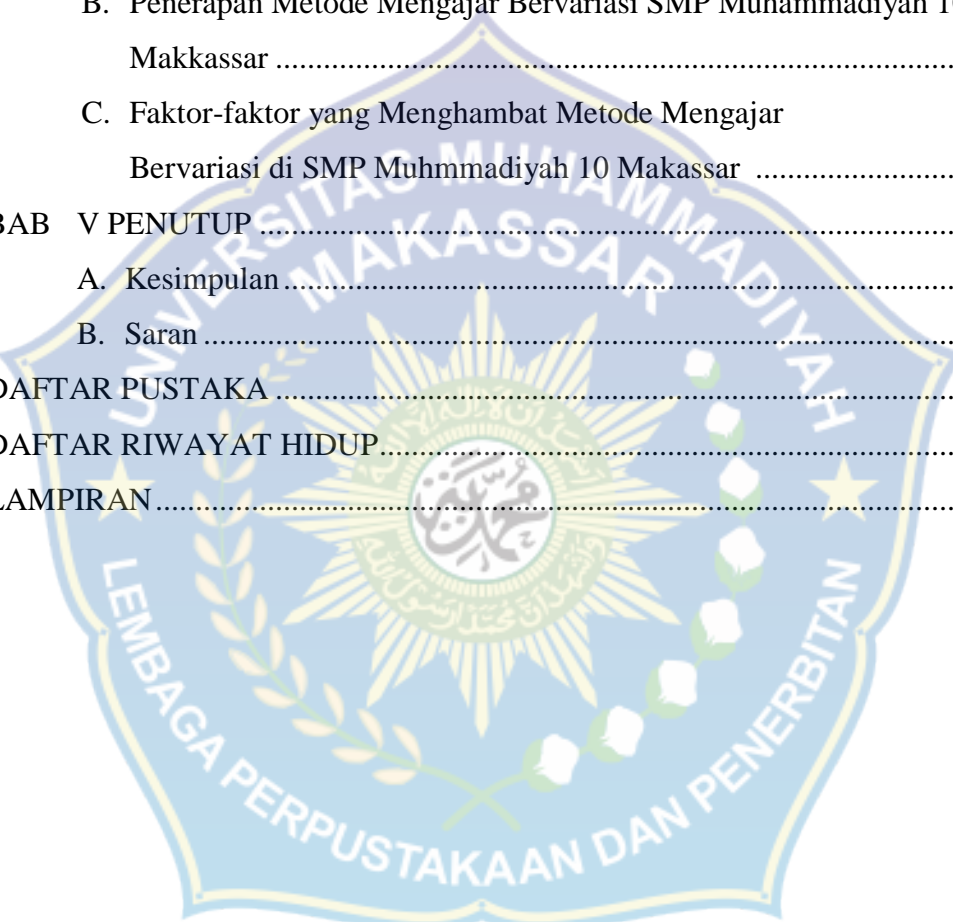 B. Penerapan Metode Mengajar Bervariasi SMP Muhammadiyah 10
Makkassar ................................................................................
C. Faktor-faktor yang Menghambat Metode Mengajar
Bervariasi di SMP Muhmmadiyah 10 Makassar ........................
BAB V PENUTUP ................................................................................
A. Kesimpulan ................................................................................
B. Saran ................................................................................
DAFTAR PUSTAKA ................................................................................
DAFTAR RIWAYAT HIDUP ................................................................
LAMPIRAN ................................................................................
UNIVERSITAS MUHAMMADIYAH
MAKASSAR
محمدية
LEMBAGA PERPUSTAKAAN DAN PENERBITAN